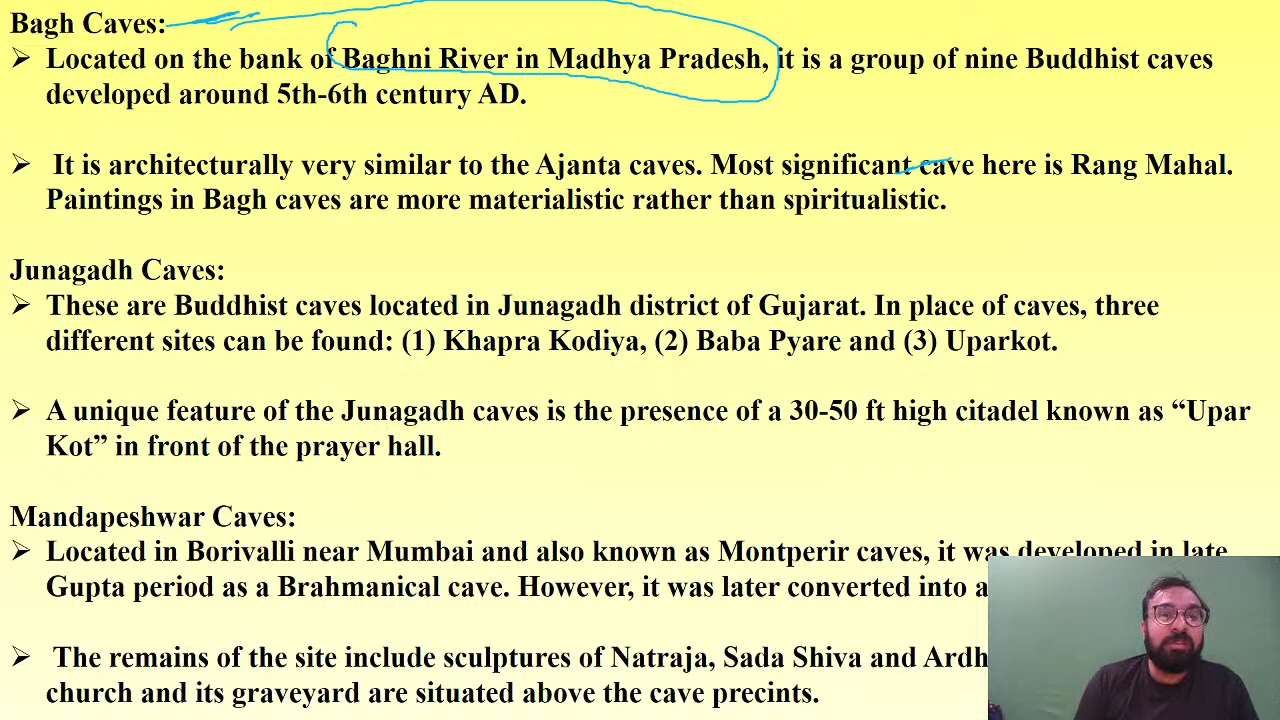 Bagh Caves:
➢ Located on the bank of Baghni River in Madhya Pradesh, it is a group of nine Buddhist caves
developed around 5th-6th century AD.
➢ It is architecturally very similar to the Ajanta caves. Most significant cave here is Rang Mahal.
Paintings in Bagh caves are more materialistic rather than spiritualistic.
Junagadh Caves:
➢ These are Buddhist caves located in Junagadh district of Gujarat. In place of caves, three
different sites can be found: (1) Khapra Kodiya, (2) Baba Pyare and (3) Uparkot.
➢ A unique feature of the Junagadh caves is the presence of a 30-50 ft high citadel known as “Upar
Kot” in front of the prayer hall.
Mandapeshwar Caves:
➢ Located in Borivalli near Mumbai and also known as Montperir caves, it was developed in late
Gupta period as a Brahmanical cave. However, it was later converted into a
➢ The remains of the site include sculptures of Natraja, Sada Shiva and Ardh
church and its graveyard are situated above the cave precints.